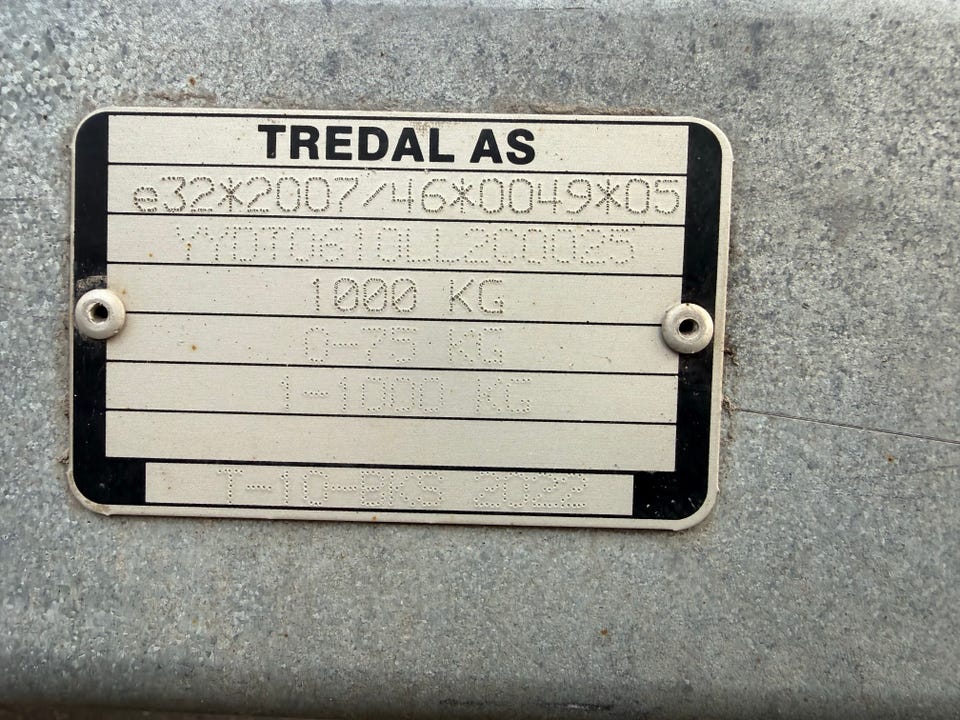 TREDAL AS
e32*2007/46*0049*05
YYDT0610LL2C00025
1000 KG
0-75 KG
1-1000 KG
T-10-BKS 2022